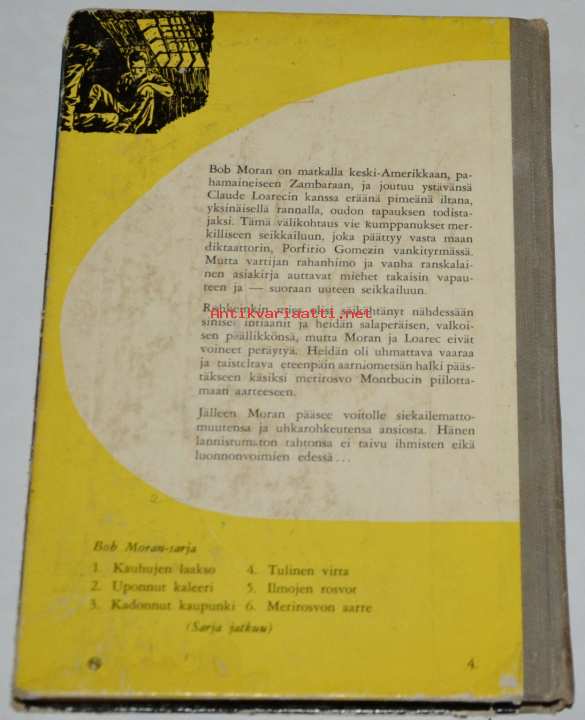 Bob Moran on matkalla keski-Amerikkaan, pa-
hamaineiseen Zambaraan, ja joutuu ystävänsä
Claude Loarecin kanssa eräänä pimeänä iltana,
yksinäisellä rannalla, oudon tapauksen todista-
jaksi. Tämä välikohtaus vie kumppanukset mer-
killiseen seikkailuun, joka päättyy vasta maan
diktaattorin, Porfirio Gomezin vankityrmässä.
Mutta vartijan rahanhimo ja vanha ranskalai-
nen asiakirja auttavat miehet takaisin vapau-
teen ja — suoraan uuteen seikkailuun.
Antikvariaatti.net
Rohkeinkin mies olisi säikähtänyt nähdessään
siniset intiaanit ja heidän salaperäisen, valkoi-
sen päällikkönsä, mutta Moran ja Loarec eivät
voineet peräytyä. Heidän oli uhmattava vaaraa
ja taisteltava eteenpäin aarniometsän halki pääs-
täkseen käsiksi merirosvo Montbucin piilotta-
maan aarteeseen.
Jälleen Moran pääsee voitolle siekailematto-
muutensa ja uhkarohkeutensa ansiosta. Hänen
lannistumaton tahtonsa ei taivu ihmisten eikä
luonnonvoimien edessä ...
2
Bob Moran-sarja
1. Kauhujen laakso 4. Tulinen virta
2. Uponnut kaleeri 5. Ilmojen rosvot
3. Kadonnut kaupunki 6. Merirosvon aarre
(Sarja jatkuu)
4.